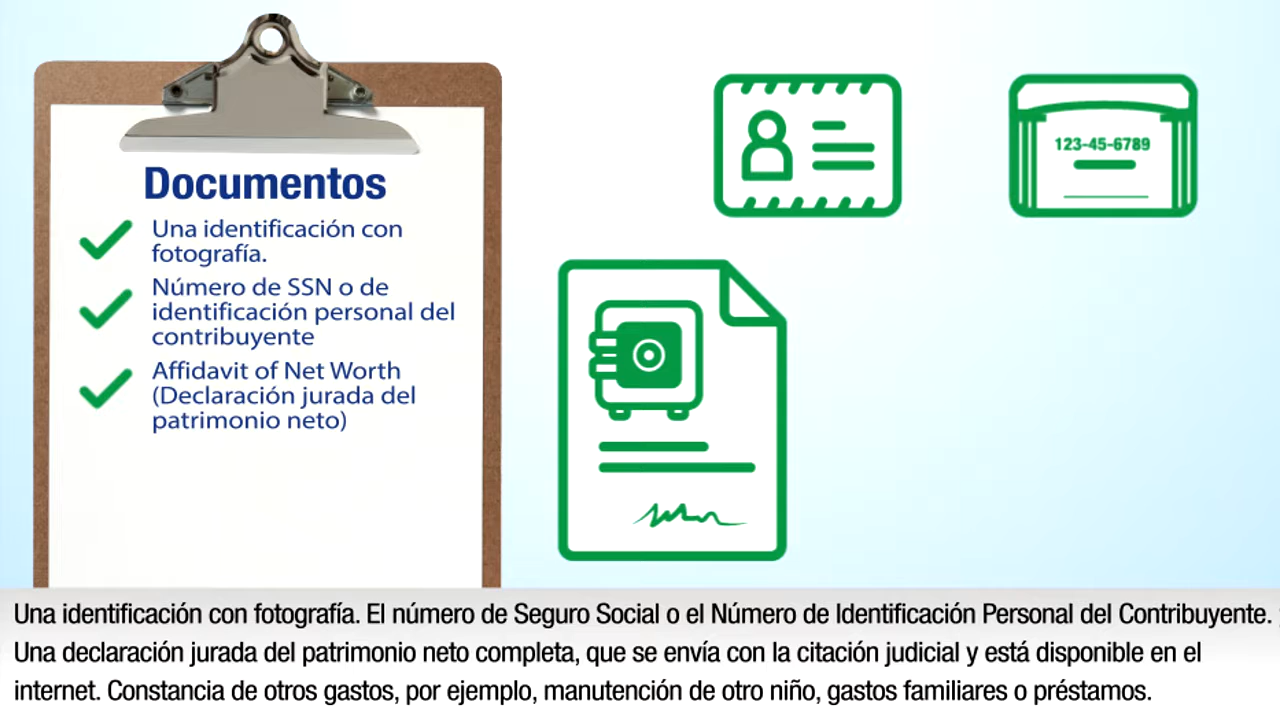 Documentos
Una identificación con
fotografía.
Número de SSN o de
identificación personal del
contribuyente
Affidavit of Net Worth
(Declaración jurada del
patrimonio neto)
123-45-6789
Una identificación con fotografía. El número de Seguro Social o el Número de Identificación Personal del Contribuyente.
Una declaración jurada del patrimonio neto completa, que se envía con la citación judicial y está disponible en el
internet. Constancia de otros gastos, por ejemplo, manutención de otro niño, gastos familiares o préstamos.